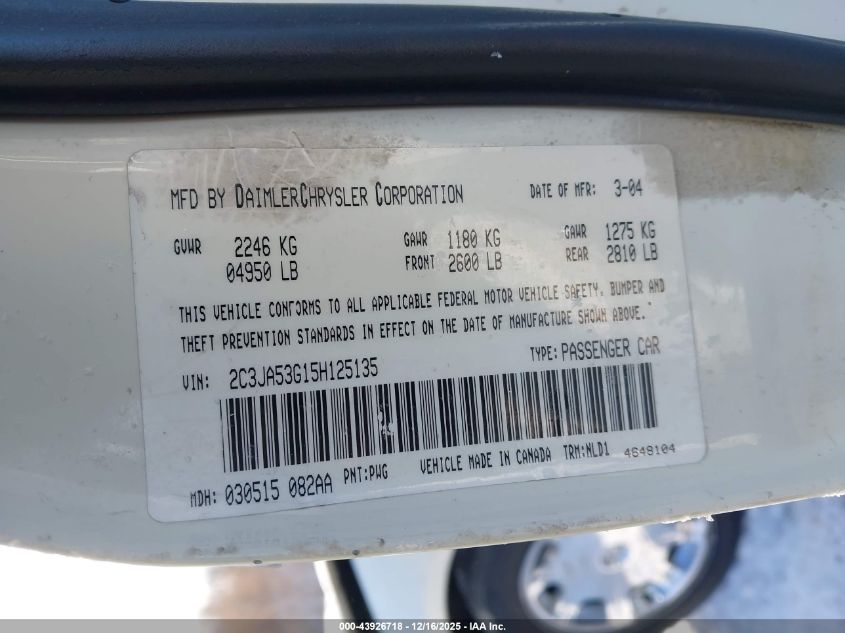 MFD BY DAIMLERCHRYSLER CORPORATION DATE OF MFR: 3-04
GVWR 2246 KG GAWR 1180 KG GAWR 1275 KG
04950 LB FRONT 2600 LB REAR 2810 LB
THIS VEHICLE CONFORMS TO ALL APPLICABLE FEDERAL MOTOR VEHICLE SAFETY, BUMPER AND
THEFT PREVENTION STANDARDS IN EFFECT ON THE DATE OF MANUFACTURE SHOWN ABOVE.
VIN: 2C3JA53G15H125135 TYPE: PASSENGER CAR
MDH: 030515 082AA PNT:PWG VEHICLE MADE IN CANADA TRM:NLD1 4648104
000-43926718 - 12/16/2025 - IAA Inc.